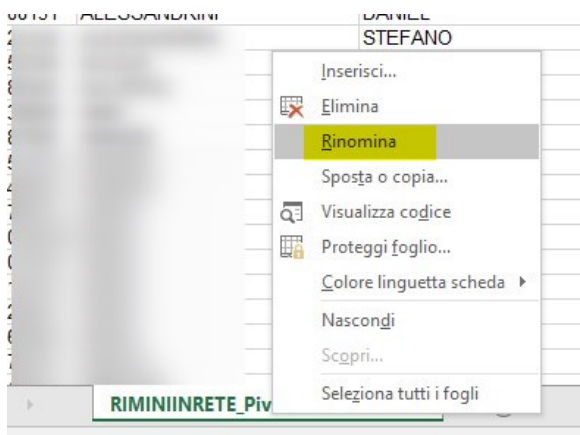 ALESSANDRINI DANIEL
STEFANO
Inserisci...
Elimina
Rinomina
Sposta o copia...
Visualizza codice
Proteggi foglio...
Colore linguetta scheda
Nascondi
Scopri...
Seleziona tutti i fogli
RIMINIINRETE_Piv